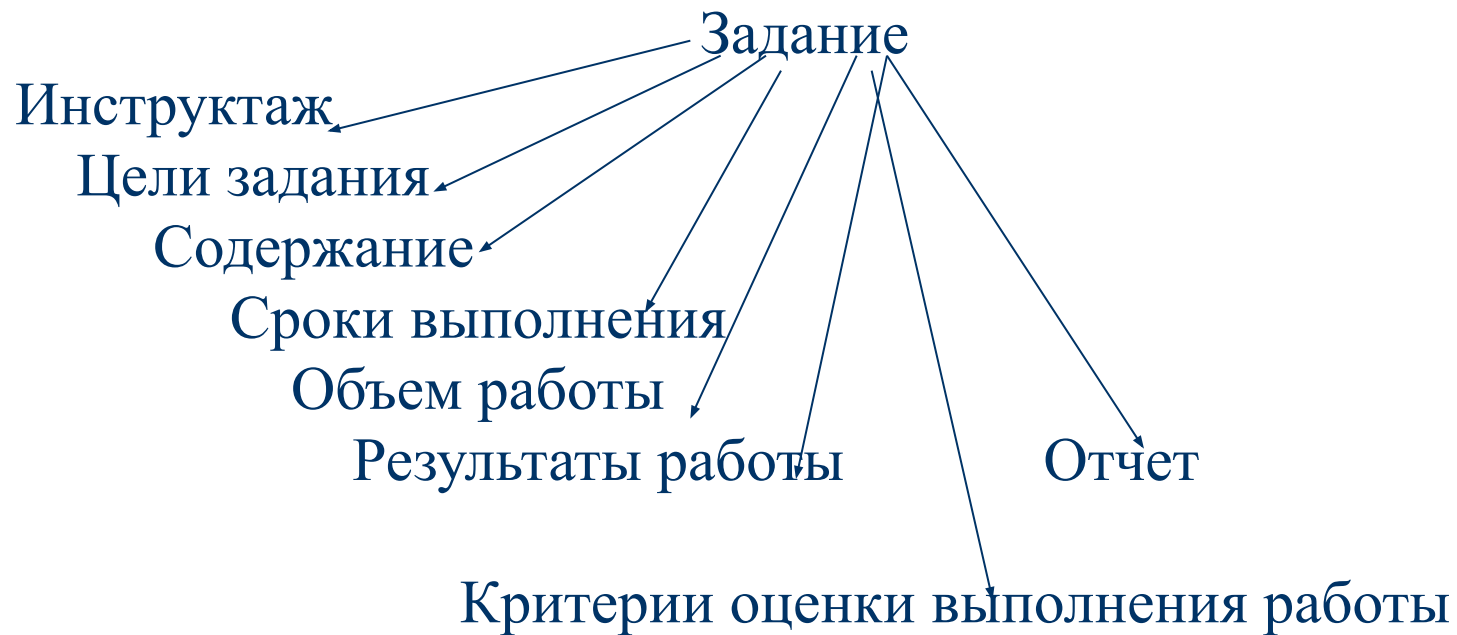 Задание
Инструктаж
Цели задания
Содержание
Сроки выполнения
Объем работы
Результаты работы
Отчет
Критерии оценки выполнения работы